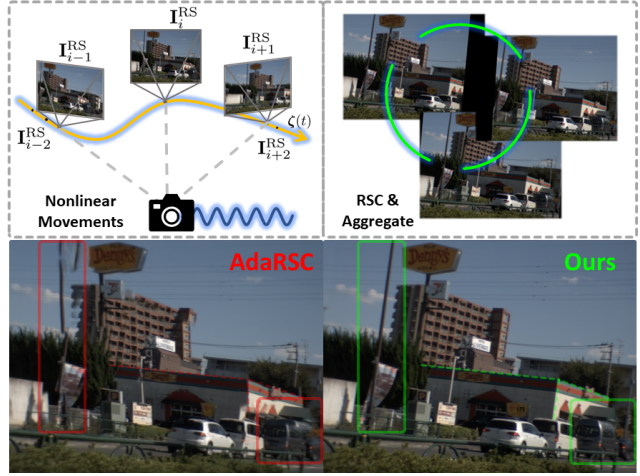 I_{i-1}^{RS}
I_i^{RS}
I_{i+1}^{RS}
ζ(t)
I_{i-2}^{RS}
I_{i+2}^{RS}
Nonlinear
Movements
RSC &
Aggregate
AdaRSC
Ours
Denny's
Denny's